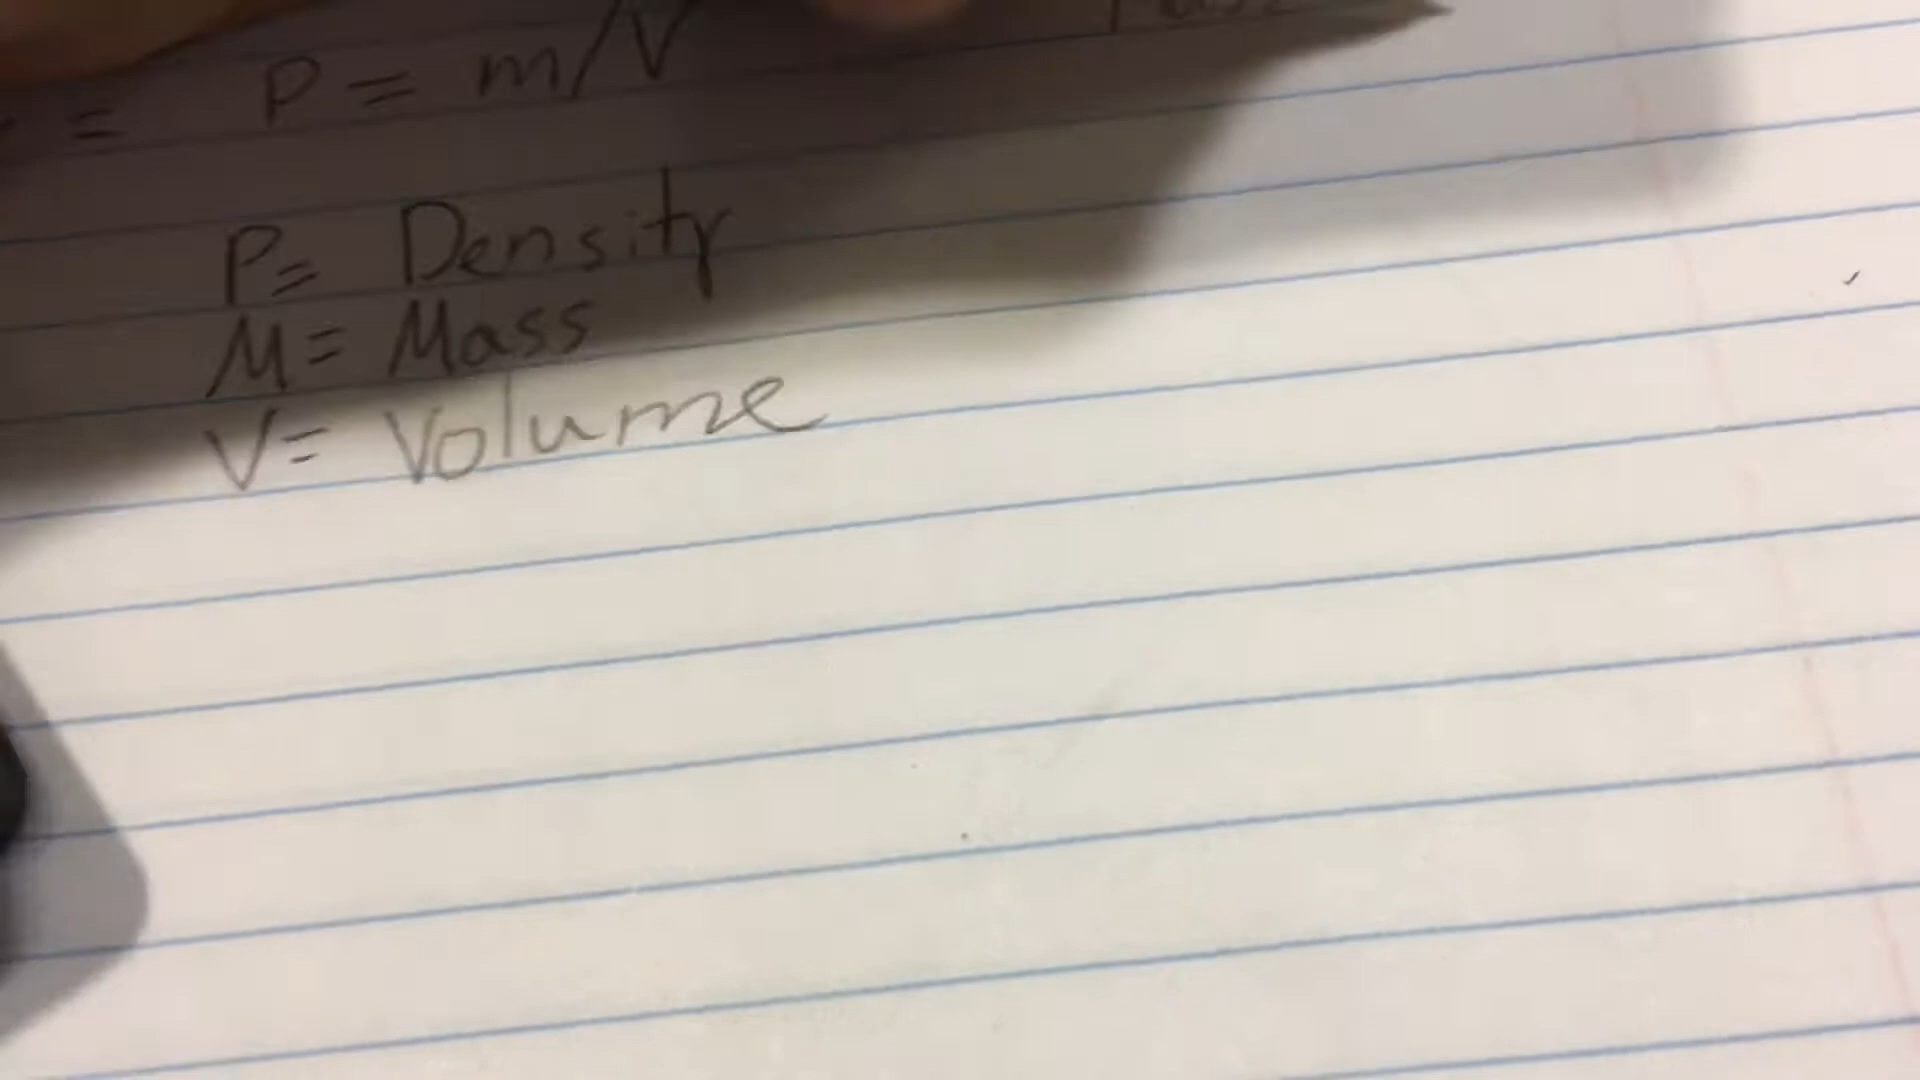 = P = m/V
P= Density
M= Mass
V= Volume